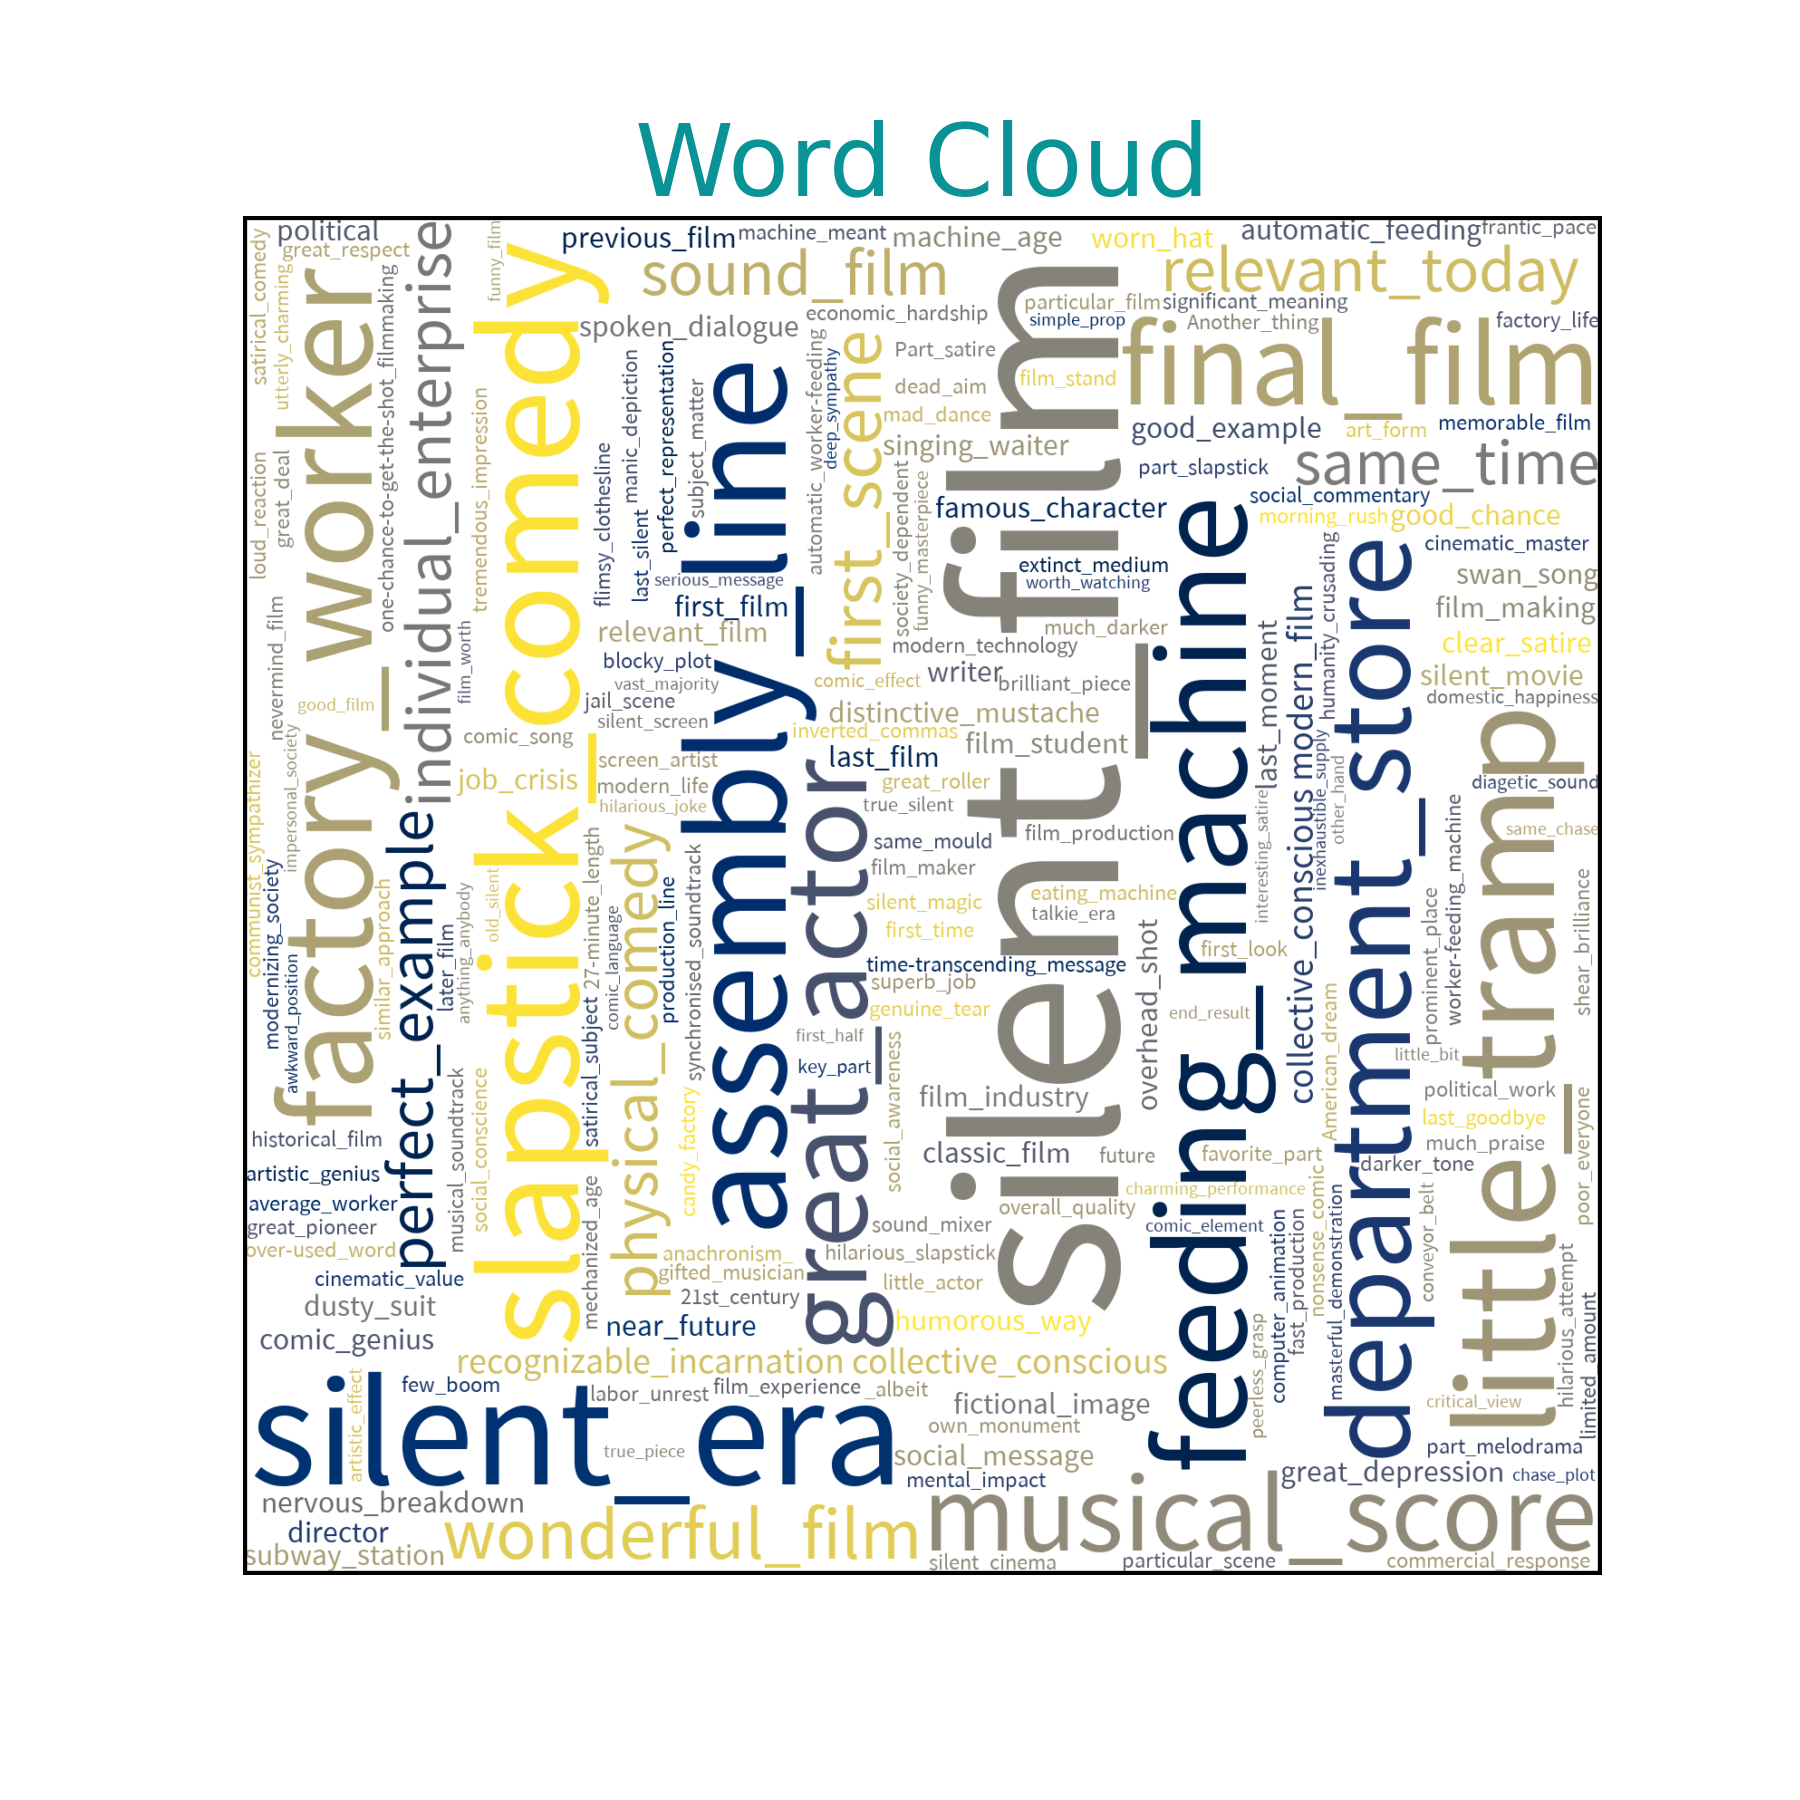 Word Cloud
political
great_respect
satirical_comedy
utterly_charming
factory_worker
one-chance-to-get-the-shot_filmmaking
individual_enterprise
funny_film
slapstick_comedy
previous_film
machine_meant
machine_age
worn_hat
automatic_feeding
frantic_pace
sound_film
relevant_today
particular_film
significant_meaning
economic_hardship
simple_prop
Another_thing
factory_life
spoken_dialogue
Part_satire
final_film
film_stand
dead_aim
mad_dance
good_example
art_form
memorable_film
singing_waiter
part_slapstick
same_time
famous_character
social_commentary
morning_rush
good_chance
cinematic_master
extinct_medium
worth_watching
swan_song
film_making
clear_satire
silent_movie
domestic_happiness
loud_reaction
great_deal
tremendous_impression
flimsy_clothesline
manic_depiction
last_silent
perfect_representation
subject_matter
serious_message
first_film
assembly_line
automatic_worker-feeding
deep_sympathy
first_scene
society_dependent
funny_masterpiece
silent_film
relevant_film
much_darker
modern_technology
blocky_plot
vast_majority
comic_effect
writer
brilliant_piece
jail_scene
silent_screen
distinctive_mustache
inverted_commas
film_student
nevermind_film
good_film
film_worth
comic_song
screen_artist
last_film
job_crisis
modern_life
great_roller
hilarious_joke
true_silent
same_mould
film_production
film_maker
feeding_machine
last_moment
collective_conscious
modern_film
humanity_crusading
inexhaustible_supply
other_hand
interesting_satire
department_store
little_tramp
diagetic_sound
same_chase
impersonal_society
communist_sympathizer
modernizing_society
awkward_position
similar_approach
perfect_example
later_film
anything_anybody
old_silent
27-minute_length
satirical_subject
comic_language
physical_comedy
production_line
synchronised_soundtrack
great_actor
silent_magic
eating_machine
talkie_era
first_time
time-transcending_message
superb_job
genuine_tear
first_half
key_part
social_awareness
overhead_shot
first_look
end_result
American_dream
prominent_place
worker-feeding_machine
shear_brilliance
little_bit
political_work
last_goodbye
much_praise
darker_tone
poor_everyone
film_industry
classic_film
future
favorite_part
charming_performance
overall_quality
comic_element
historical_film
artistic_genius
average_worker
great_pioneer
over-used_word
cinematic_value
dusty_suit
comic_genius
musical_soundtrack
social_conscience
mechanized_age
candy_factory
anachronism_
gifted_musician
21st_century
near_future
sound_mixer
hilarious_slapstick
little_actor
humorous_way
recognizable_incarnation
collective_conscious
nonsense_comic
computer_animation
fast_production
masterful_demonstration
peerless_grasp
conveyor_belt
hilarious_attempt
limited_amount
silent_era
artistic_effect
few_boom
labor_unrest
film_experience
_albeit
fictional_image
own_monument
true_piece
social_message
mental_impact
critical_view
part_melodrama
great_depression
chase_plot
nervous_breakdown
director
subway_station
wonderful_film
musical_score
silent_cinema
particular_scene
commercial_response